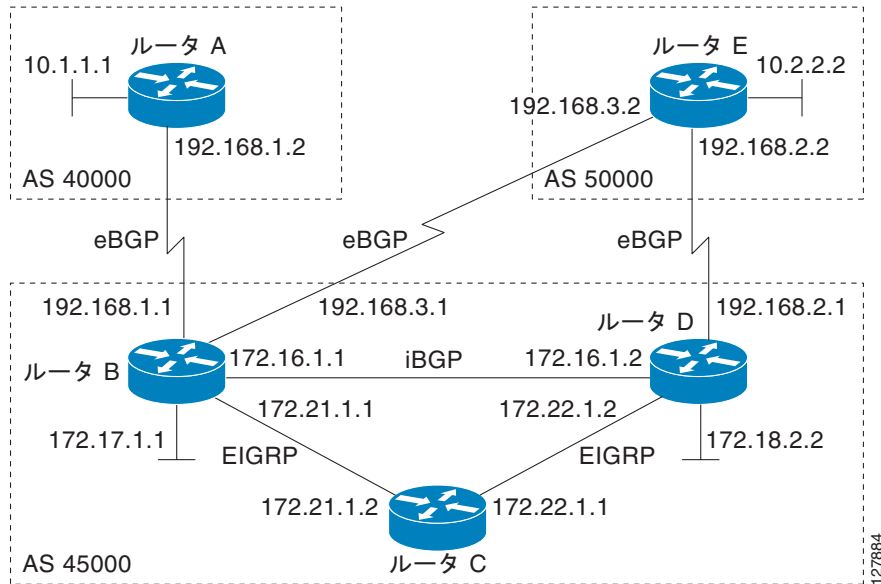 ルータ A
ルータ E
10.1.1.1
10.2.2.2
192.168.3.2
192.168.1.2
192.168.2.2
AS 40000
AS 50000
eBGP
eBGP
eBGP
192.168.1.1
192.168.3.1
192.168.2.1
ルータ D
ルータ B
172.16.1.1
iBGP
172.16.1.2
172.21.1.1
172.22.1.2
172.17.1.1
EIGRP
EIGRP
172.18.2.2
172.21.1.2
172.22.1.1
AS 45000
ルータ C
127884